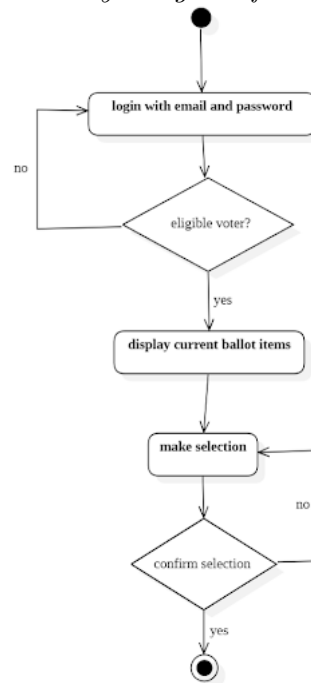 login with email and password
no
eligible voter?
yes
display current ballot items
make selection
no
confirm selection
yes